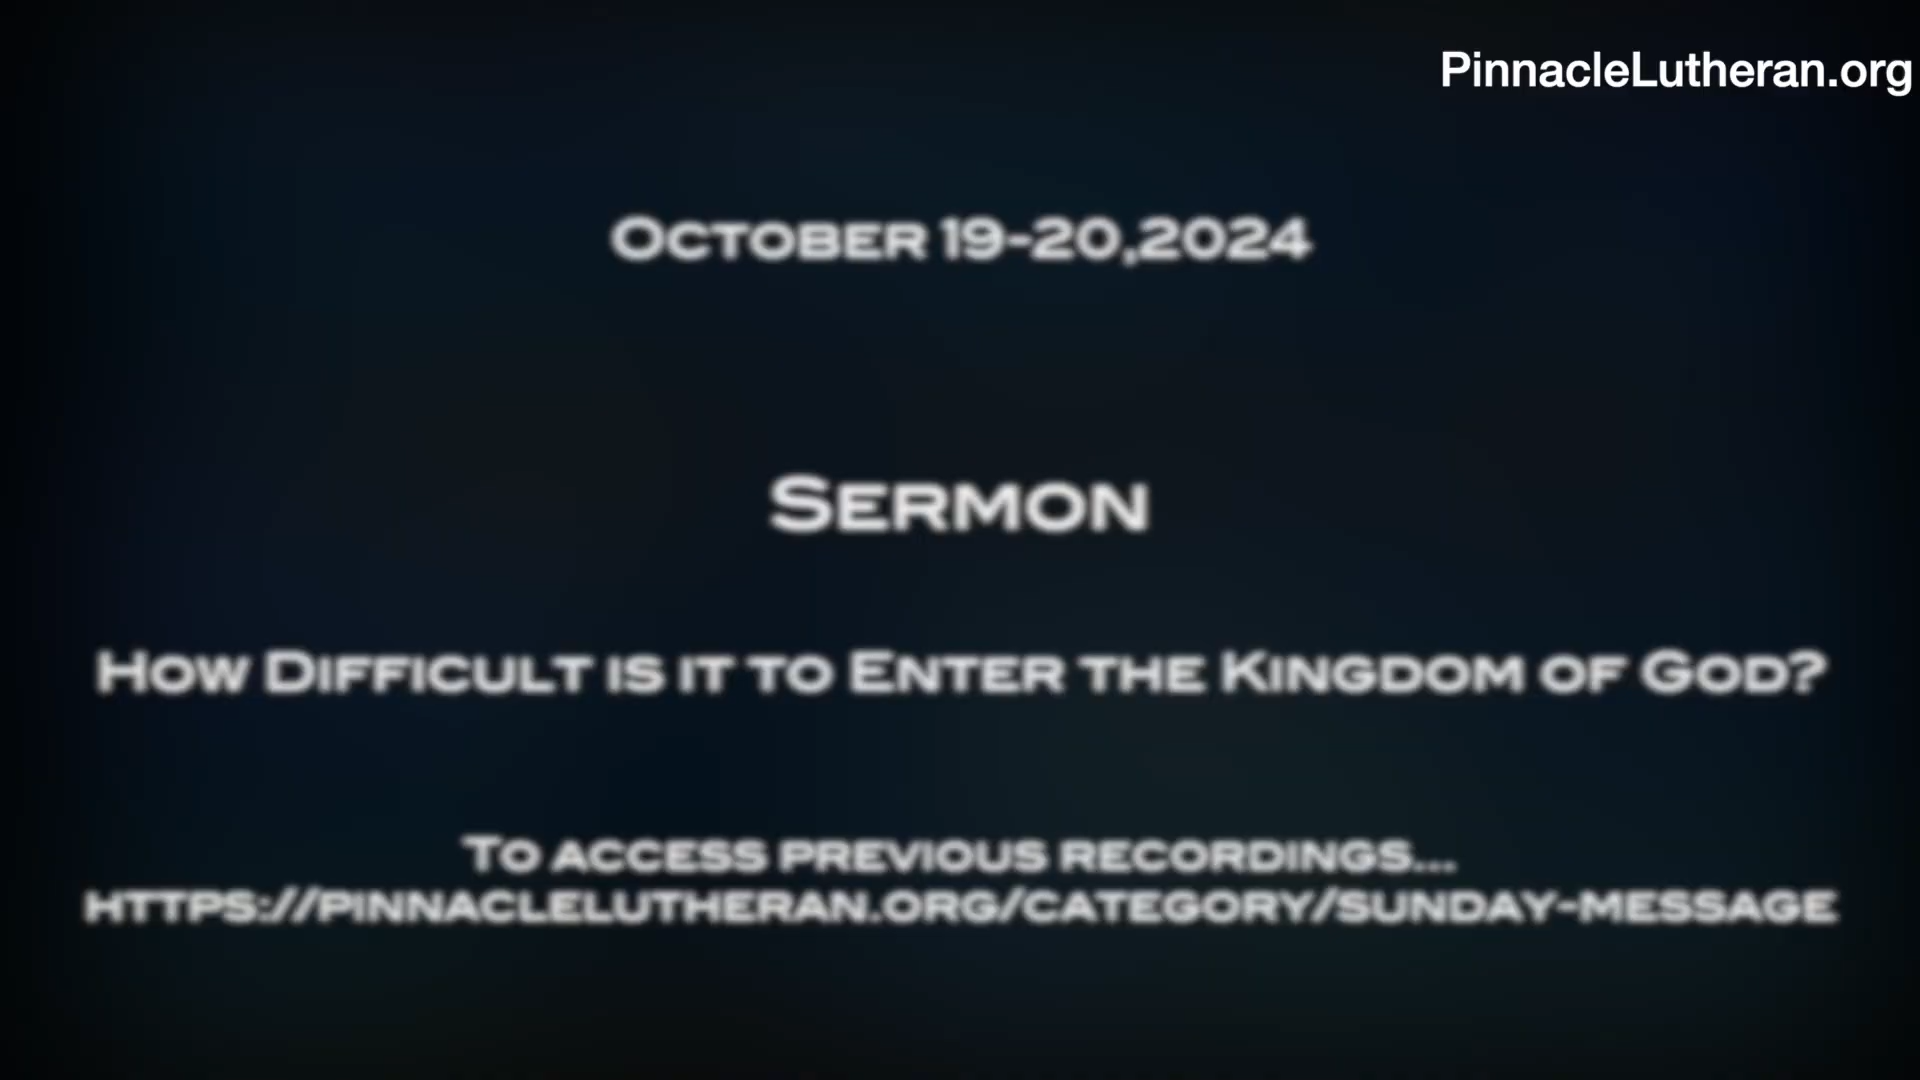 PinnacleLutheran.org
October 19-20,2024
Sermon
How Difficult is it to Enter the Kingdom of God?
To access previous recordings...
https://pinnaclelutheran.org/category/sunday-message